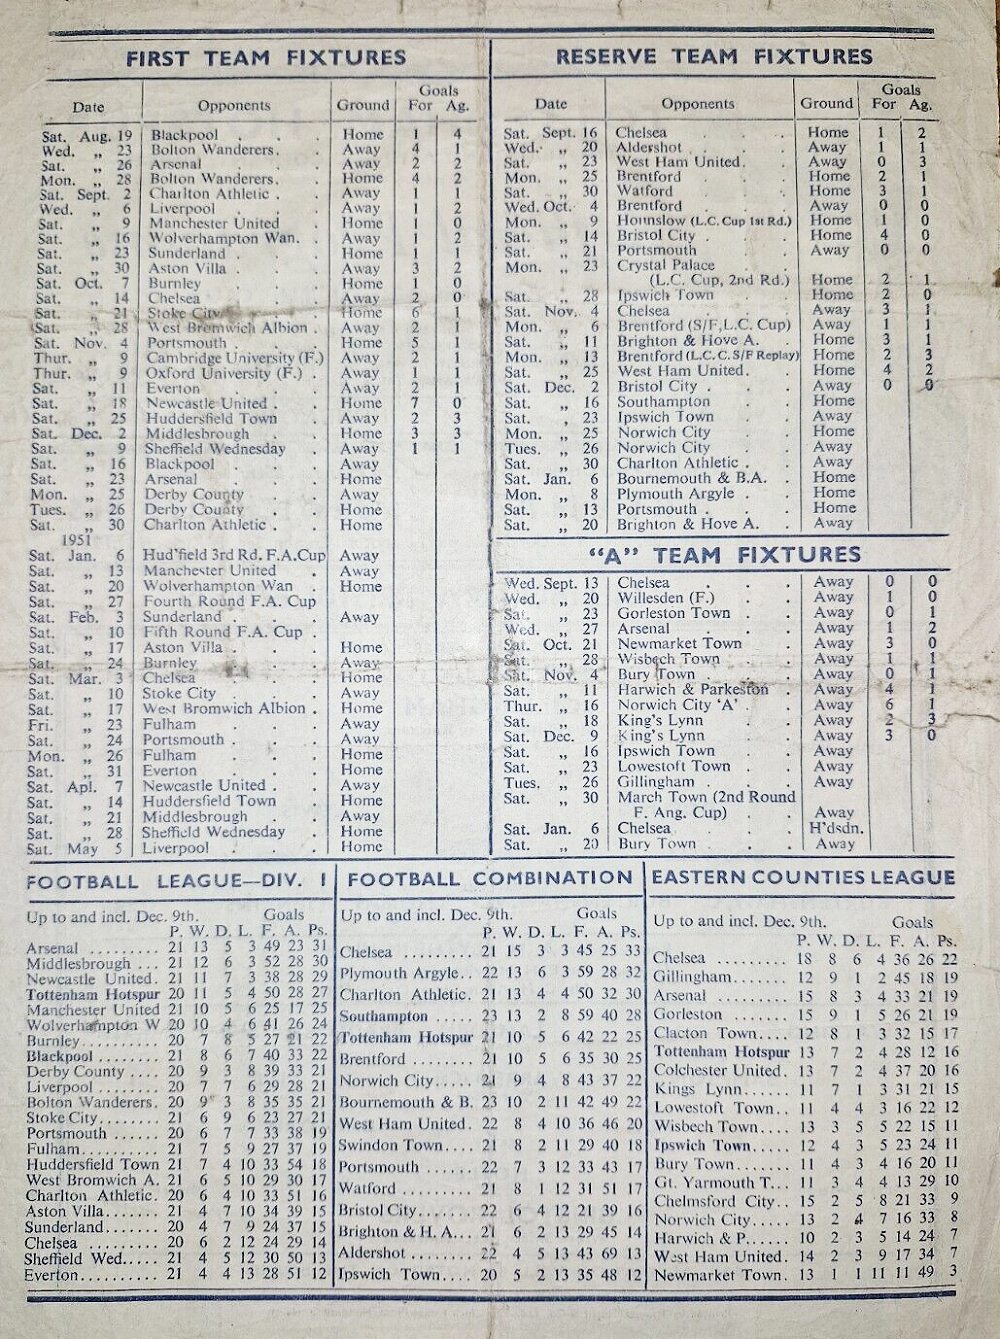 FIRST TEAM FIXTURES
Date Opponents Ground Goals For Ag.
Sat. Aug. 19 Blackpool . . Home 1 4
Wed. „ 23 Bolton Wanderers. . Away 4 1
Sat. „ 26 Arsenal . . . Away 2 2
Mon. „ 28 Bolton Wanderers. . Home 4 2
Sat. Sept. 2 Charlton Athletic . . Away 1 1
Wed. „ 6 Liverpool . . . Away 1 2
Sat. „ 9 Manchester United . Home 1 0
Sat. „ 16 Wolverhampton Wan. . Away 1 2
Sat. „ 23 Sunderland . . . Home 1 1
Sat. „ 30 Aston Villa . . . Away 3 2
Sat. Oct. 7 Burnley . . . Home 1 0
Sat. „ 14 Chelsea . . . Away 2 0
Sat. „ 21 Stoke City . . . Home 6 1
Sat. „ 28 West Bromwich Albion . Away 2 1
Sat. Nov. 4 Portsmouth . . . Home 5 1
Thur. „ 9 Cambridge University (F.) Away 2 1
Thur. „ 9 Oxford University (F.) . Away 1 1
Sat. „ 11 Everton . . . Away 2 1
Sat. „ 18 Newcastle United . . Home 7 0
Sat. „ 25 Huddersfield Town . Away 2 3
Sat. Dec. 2 Middlesbrough . . Home 3 3
Sat. „ 9 Sheffield Wednesday . Away 1 1
Sat. „ 16 Blackpool . . . Away
Sat. „ 23 Arsenal . . . Home
Mon. „ 25 Derby County . . Away
Tues. „ 26 Derby County . . Home
Sat. „ 30 Charlton Athletic . . Home
1951
Sat. Jan. 6 Hud'field 3rd Rd. F.A.Cup Away
Sat. „ 13 Manchester United . Away
Sat. „ 20 Wolverhampton Wan . Home
Sat. „ 27 Fourth Round F.A. Cup
Sat. Feb. 3 Sunderland . . . Away
Sat. „ 10 Fifth Round F.A. Cup .
Sat. „ 17 Aston Villa . . . Home
Sat. „ 24 Burnley . . . Away
Sat. Mar. 3 Chelsea . . . Home
Sat. „ 10 Stoke City . . . Away
Sat. „ 17 West Bromwich Albion . Home
Fri. „ 23 Fulham . . . Away
Sat. „ 24 Portsmouth . . . Away
Mon. „ 26 Fulham . . . Home
Sat. „ 31 Everton . . . Home
Sat. Apl. 7 Newcastle United . . Away
Sat. „ 14 Huddersfield Town . Home
Sat. „ 21 Middlesbrough . . Away
Sat. „ 28 Sheffield Wednesday . Home
Sat. May 5 Liverpool . . . Home
RESERVE TEAM FIXTURES
Date Opponents Ground Goals For Ag.
Sat. Sept. 16 Chelsea . . . Home 1 2
Wed. „ 20 Aldershot . . . Away 1 1
Sat. „ 23 West Ham United. . Away 0 3
Mon. „ 25 Brentford . . . Home 2 1
Sat. „ 30 Watford . . . Home 3 1
Wed. Oct. 4 Brentford . . . Away 0 0
Mon. „ 9 Hounslow (L.C. Cup 1st Rd.) Home 1 0
Sat. „ 14 Bristol City . . . Home 4 0
Sat. „ 21 Portsmouth . . Away 0 0
Mon. „ 23 Crystal Palace
(L.C. Cup, 2nd Rd.) Home 2 1
Sat. „ 28 Ipswich Town . . Home 2 0
Sat. Nov. 4 Chelsea . . . Away 3 1
Mon. „ 6 Brentford (S/F,L.C. Cup) Away 1 1
Sat. „ 11 Brighton & Hove A. . Home 3 1
Mon. „ 13 Brentford (L.C.C.S/F Replay) Home 2 3
Sat. „ 25 West Ham United. . Home 4 2
Sat. Dec. 2 Bristol City . . . Away 0 0
Sat. „ 16 Southampton . . Home
Sat. „ 23 Ipswich Town . . Away
Mon. „ 25 Norwich City . . Home
Tues. „ 26 Norwich City . . Away
Sat. „ 30 Charlton Athletic . . Away
Sat. Jan. 6 Bournemouth & B.A. . Home
Mon. „ 8 Plymouth Argyle . . Home
Sat. „ 13 Portsmouth . . . Home
Sat. „ 20 Brighton & Hove A. . Away
“A” TEAM FIXTURES
Wed. Sept. 13 Chelsea . . . Away 0 0
Wed. „ 20 Willesden (F.) . . Away 1 0
Sat. „ 23 Gorleston Town . . Away 0 1
Wed. „ 27 Arsenal . . . Away 1 2
Sat. Oct. 21 Newmarket Town . Away 3 0
Sat. „ 28 Wisbech Town . . Away 1 1
Sat. Nov. 4 Bury Town . . . Away 0 1
Sat. „ 11 Harwich & Parkeston . Away 4 1
Thur. „ 16 Norwich City 'A' . . Away 6 1
Sat. „ 18 King's Lynn . . Away 2 3
Sat. Dec. 9 King's Lynn . . Away 3 0
Sat. „ 16 Ipswich Town . . Away
Sat. „ 23 Lowestoft Town . . Away
Tues. „ 26 Gillingham . . . Away
Sat. „ 30 March Town (2nd Round
F. Ang. Cup) . . Away
Sat. Jan. 6 Chelsea . . . H'dsdn.
Sat. „ 20 Bury Town . . . Away
FOOTBALL LEAGUE—DIV. I
Up to and incl. Dec. 9th. Goals
P. W. D. L. F. A. Ps.
Arsenal ......... 21 13 5 3 49 23 31
Middlesbrough ... 21 12 6 3 52 28 30
Newcastle United. 21 11 7 3 38 28 29
Tottenham Hotspur 20 11 5 4 50 28 27
Manchester United 21 10 5 6 25 17 25
Wolverhampton W 20 10 4 6 41 26 24
Burnley.......... 20 7 8 5 27 21 22
Blackpool ........ 21 8 6 7 40 33 22
Derby County .... 20 9 3 8 39 33 21
Liverpool ........ 20 7 7 6 29 28 21
Bolton Wanderers. 20 9 3 8 35 35 21
Stoke City........ 21 6 9 6 23 27 21
Portsmouth ...... 20 6 7 7 33 38 19
Fulham........... 21 7 5 9 27 37 19
Huddersfield Town 21 7 4 10 33 54 18
West Bromwich A. 21 6 5 10 29 30 17
Charlton Athletic. 20 6 4 10 33 51 16
Aston Villa....... 21 4 7 10 34 39 15
Sunderland....... 20 4 7 9 24 37 15
Chelsea ......... 20 6 2 12 24 29 14
Sheffield Wed..... 21 4 5 12 30 50 13
Everton.......... 21 4 4 13 28 51 12
FOOTBALL COMBINATION
Up to and incl. Dec. 9th. Goals
P. W. D. L. F. A. Ps.
Chelsea ......... 21 15 3 3 45 25 33
Plymouth Argyle.. 22 13 6 3 59 28 32
Charlton Athletic. 21 13 4 4 50 32 30
Southampton .... 23 13 2 8 59 40 28
Tottenham Hotspur 21 10 5 6 42 22 25
Brentford ....... 21 10 5 6 35 30 25
Norwich City..... 21 9 4 8 43 37 22
Bournemouth & B. 23 10 2 11 42 49 22
West Ham United. 22 8 4 10 36 46 20
Swindon Town.... 21 8 2 11 29 40 18
Portsmouth ...... 22 7 3 12 33 43 17
Watford ......... 21 8 1 12 31 51 17
Bristol City....... 22 6 4 12 21 39 16
Brighton & H. A... 21 6 2 13 29 45 14
Aldershot ....... 22 4 5 13 43 69 13
Ipswich Town.... 20 5 2 13 35 48 12
EASTERN COUNTIES LEAGUE
Up to and incl. Dec. 9th. Goals
P. W. D. L. F. A. Ps.
Chelsea ......... 18 8 6 4 36 26 22
Gillingham....... 12 9 1 2 45 18 19
Arsenal ......... 15 8 3 4 33 21 19
Gorleston ....... 15 9 1 5 26 21 19
Clacton Town.... 12 8 1 3 32 15 17
Tottenham Hotspur 13 7 2 4 28 12 16
Colchester United. 13 7 2 4 37 20 16
Kings Lynn...... 11 7 1 3 31 21 15
Lowestoft Town.. 11 4 4 3 16 22 12
Wisbech Town... 13 3 5 5 22 15 11
Ipswich Town.... 12 4 3 5 23 24 11
Bury Town....... 11 4 3 4 16 20 11
Gt. Yarmouth T... 11 3 4 4 13 29 10
Chelmsford City.. 15 2 5 8 21 33 9
Norwich City..... 13 2 4 7 16 33 8
Harwich & P..... 10 2 3 5 14 24 7
West Ham United. 14 2 3 9 17 34 7
Newmarket Town. 13 1 1 11 11 49 3